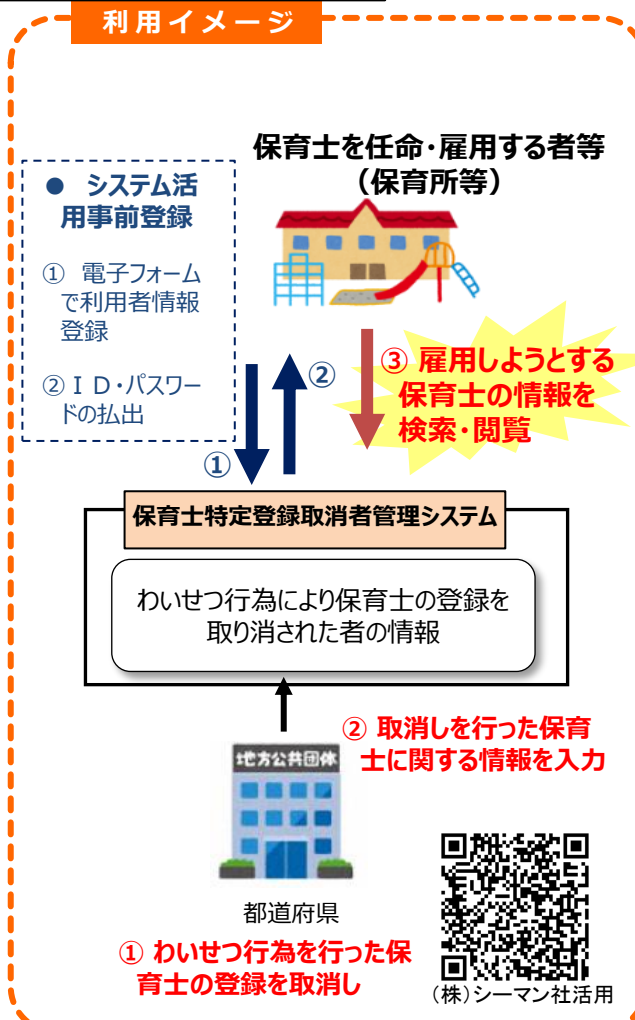 利用イメージ
保育士を任命・雇用する者等
（保育所等）
● システム活
用事前登録
① 電子フォーム
で利用者情報
登録
② ＩＤ・パスワー
ドの払出
②
①
③ 雇用しようとする
保育士の情報を
検索・閲覧
保育士特定登録取消者管理システム
わいせつ行為により保育士の登録を
取り消された者の情報
② 取消しを行った保育
士に関する情報を入力
地方公共団体
都道府県
① わいせつ行為を行った保
育士の登録を取消し
（株）シーマン社活用